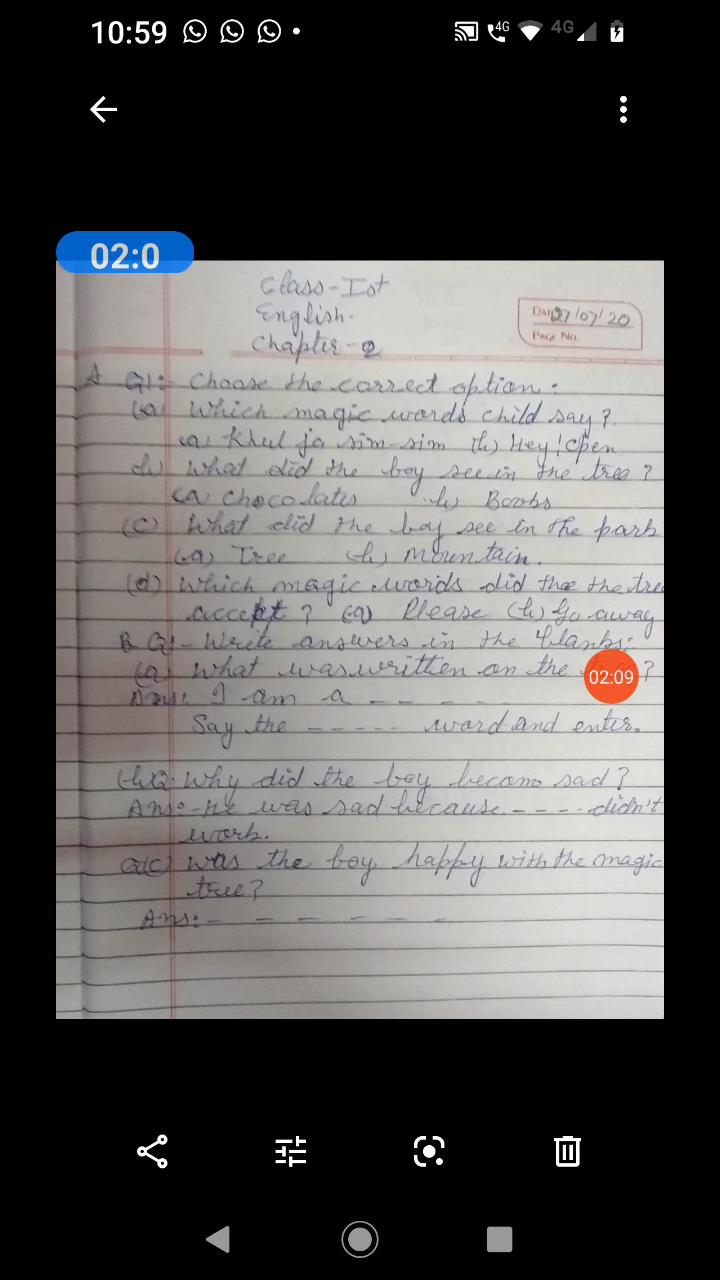 10:59
4G
4G
02:0
Class-Ist
English.
Chapter-2
DATE 27/07/20
PAGE No.
A Q1:- Choose the correct option:
(a) Which magic words child say?
(a) Khul ja sim-sim (b) Hey! Open
(b) What did the boy see in the tree?
(a) Chocolates (b) Books
(c) What did the boy see in the park
(a) Tree (b) Mountain.
(d) Which magic words did the the tree
accept? (a) Please (b) Go away
B Q:- Write answers in the blanks:
(a) What was written on the ?
02:09
Ans: I am a - - - - -
Say the ----- word and enter.
(b)Q: Why did the boy becom sad?
Ans:- He was sad because - - - - didn't
work.
Q(c) Was the boy happy with the magic
tree?
Ans:- - - - - -